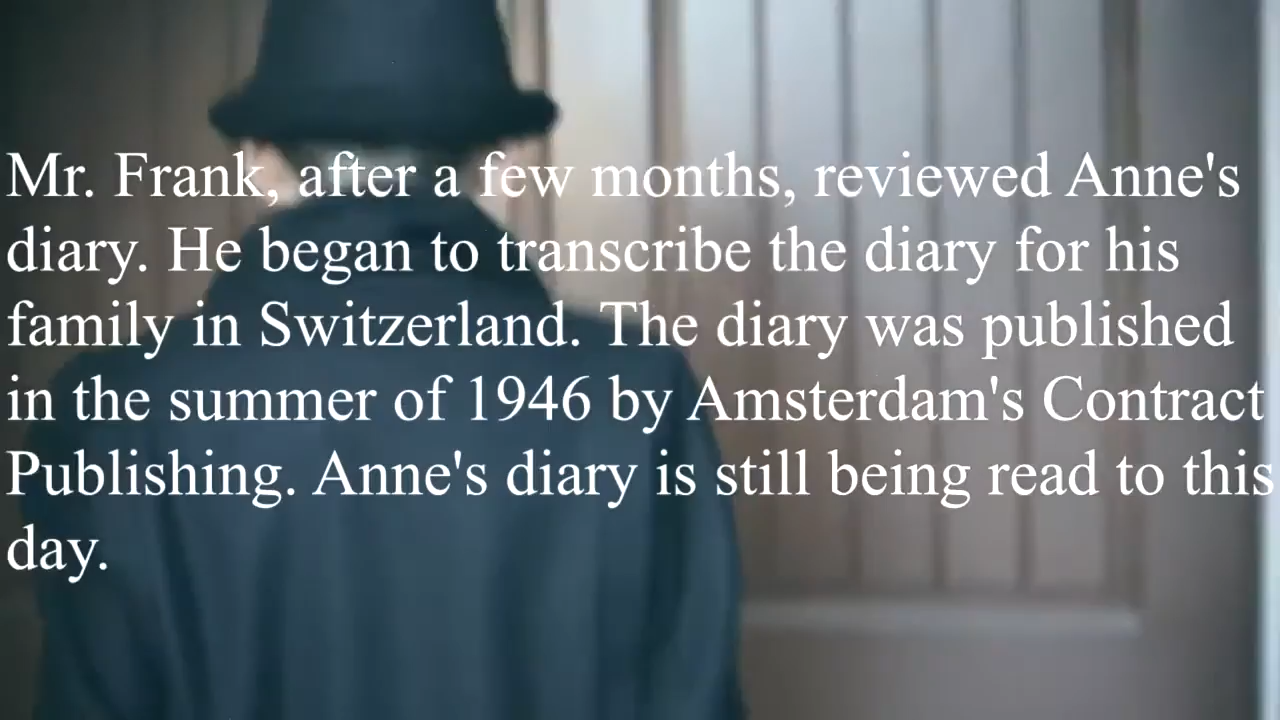 Mr. Frank, after a few months, reviewed Anne's
diary. He began to transcribe the diary for his
family in Switzerland. The diary was published
in the summer of 1946 by Amsterdam's Contract
Publishing. Anne's diary is still being read to this
day.